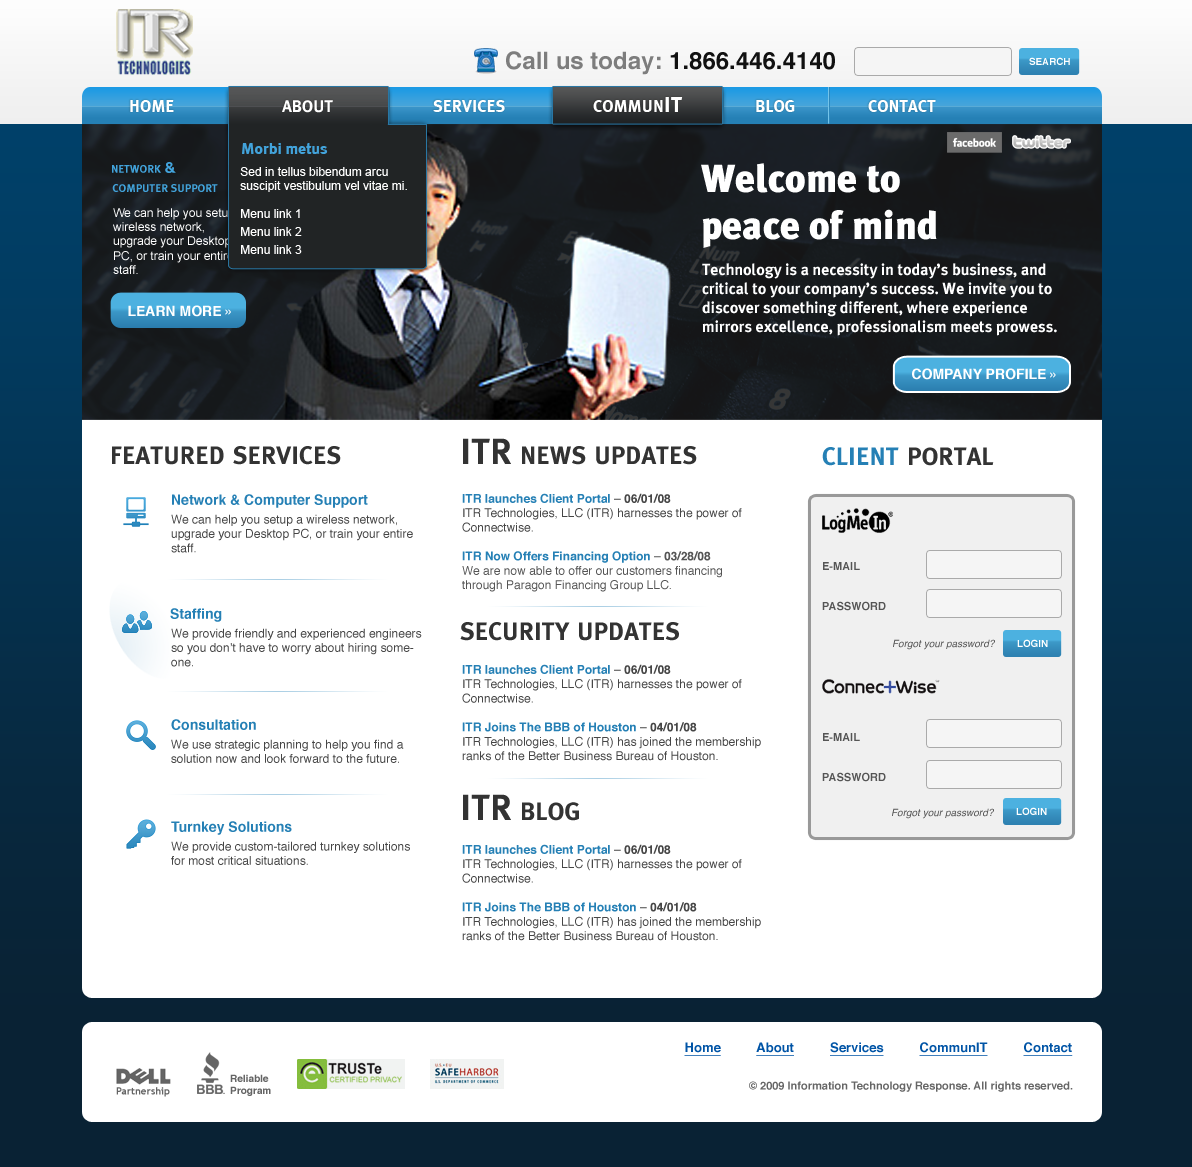 ITR
TECHNOLOGIES
Call us today: 1.866.446.4140
SEARCH
HOME
ABOUT
SERVICES
COMMUNIT
BLOG
CONTACT
facebook
twitter
NETWORK &
COMPUTER SUPPORT
We can help you setu
wireless network,
upgrade your Desktop
PC, or train your entir
staff.
LEARN MORE »
Morbi metus
Sed in tellus bibendum arcu
suscipit vestibulum vel vitae mi.
Menu link 1
Menu link 2
Menu link 3
Welcome to
peace of mind
Technology is a necessity in today's business, and
critical to your company's success. We invite you to
discover something different, where experience
mirrors excellence, professionalism meets prowess.
COMPANY PROFILE »
FEATURED SERVICES
Network & Computer Support
We can help you setup a wireless network,
upgrade your Desktop PC, or train your entire
staff.
Staffing
We provide friendly and experienced engineers
so you don't have to worry about hiring some-
one.
Consultation
We use strategic planning to help you find a
solution now and look forward to the future.
Turnkey Solutions
We provide custom-tailored turnkey solutions
for most critical situations.
ITR NEWS UPDATES
ITR launches Client Portal – 06/01/08
ITR Technologies, LLC (ITR) harnesses the power of
Connectwise.
ITR Now Offers Financing Option – 03/28/08
We are now able to offer our customers financing
through Paragon Financing Group LLC.
SECURITY UPDATES
ITR launches Client Portal – 06/01/08
ITR Technologies, LLC (ITR) harnesses the power of
Connectwise.
ITR Joins The BBB of Houston – 04/01/08
ITR Technologies, LLC (ITR) has joined the membership
ranks of the Better Business Bureau of Houston.
ITR BLOG
ITR launches Client Portal – 06/01/08
ITR Technologies, LLC (ITR) harnesses the power of
Connectwise.
ITR Joins The BBB of Houston – 04/01/08
ITR Technologies, LLC (ITR) has joined the membership
ranks of the Better Business Bureau of Houston.
CLIENT PORTAL
LogMeIn®
E-MAIL
PASSWORD
Forgot your password?
LOGIN
ConnectWise™
E-MAIL
PASSWORD
Forgot your password?
LOGIN
DELL
Partnership
BBB.
Reliable
Program
TRUSTe
CERTIFIED PRIVACY
SAFEHARBOR
U.S. DEPARTMENT OF COMMERCE
Home
About
Services
CommunIT
Contact
© 2009 Information Technology Response. All rights reserved.